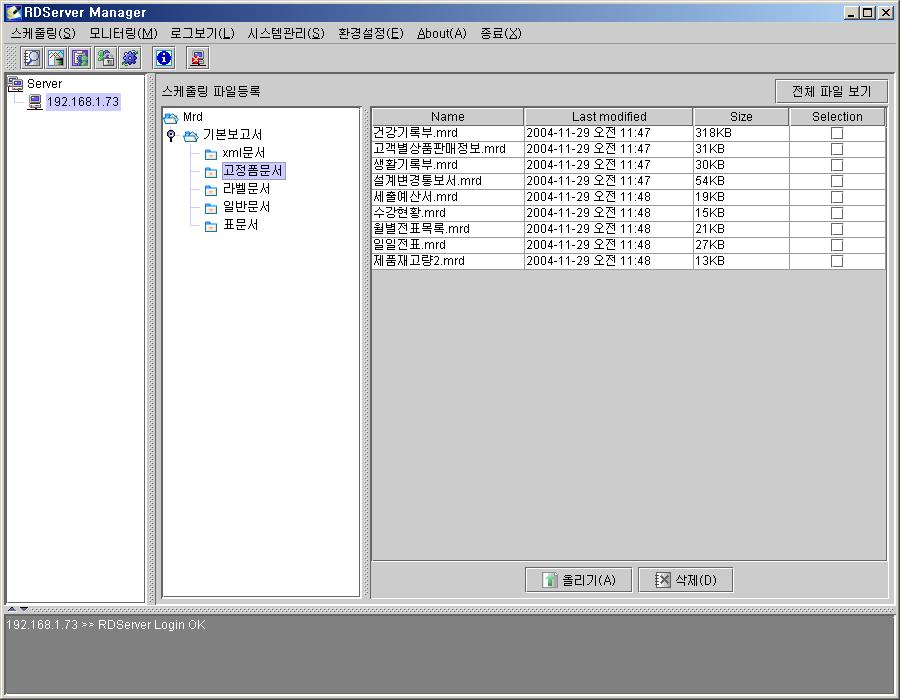 RDServer Manager
스케줄링(S) 모니터링(M) 로그보기(L) 시스템관리(S) 환경설정(E) About(A) 종료(X)
Server
192.168.1.73
스케줄링 파일등록
전체 파일 보기
Mrd
기본보고서
xml문서
고정폼문서
라벨문서
일반문서
표문서
Name Last modified Size Selection
건강기록부.mrd 2004-11-29 오전 11:47 318KB
고객별상품판매정보.mrd 2004-11-29 오전 11:47 31KB
생활기록부.mrd 2004-11-29 오전 11:47 30KB
설계변경통보서.mrd 2004-11-29 오전 11:47 54KB
세출예산서.mrd 2004-11-29 오전 11:48 19KB
수강현황.mrd 2004-11-29 오전 11:48 15KB
월별전표목록.mrd 2004-11-29 오전 11:48 21KB
일일전표.mrd 2004-11-29 오전 11:48 27KB
제품재고량2.mrd 2004-11-29 오전 11:48 13KB
올리기(A) 삭제(D)
192.168.1.73 >> RDServer Login OK